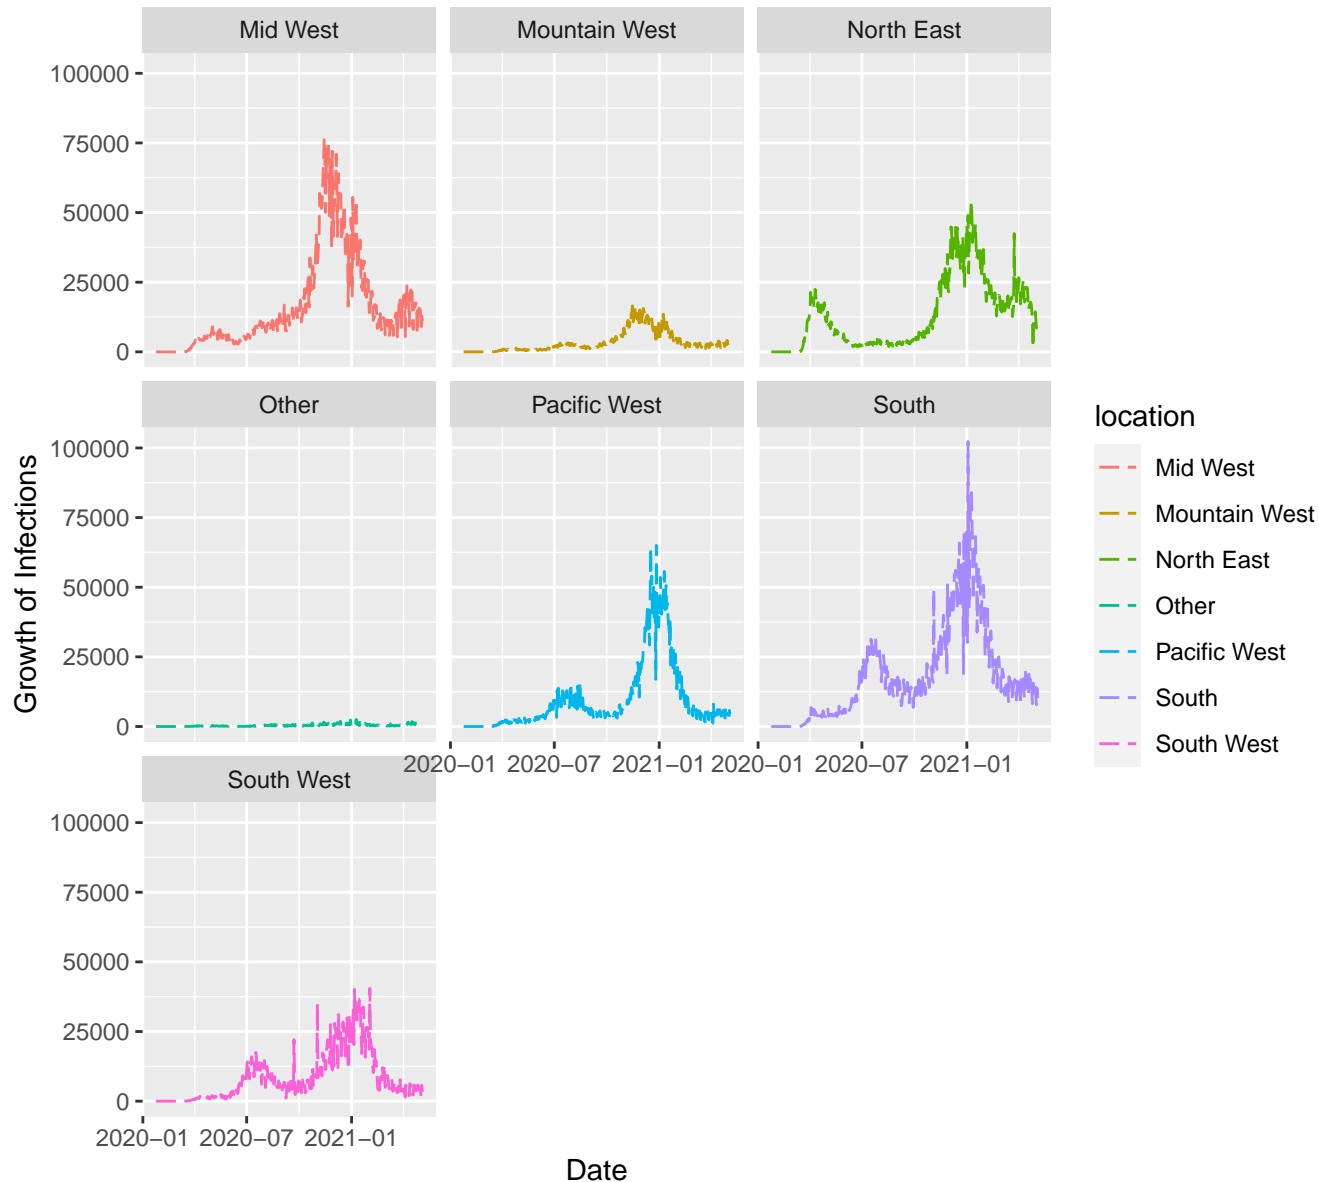 Mid West
Mountain West
North East
100000
75000
50000
25000
0
Other
Pacific West
South
100000
75000
50000
25000
0
2020−01 2020−07 2021−01
2020−01 2020−07 2021−01
South West
100000
75000
50000
25000
0
2020−01 2020−07 2021−01
Growth of Infections
Date
location
Mid West
Mountain West
North East
Other
Pacific West
South
South West